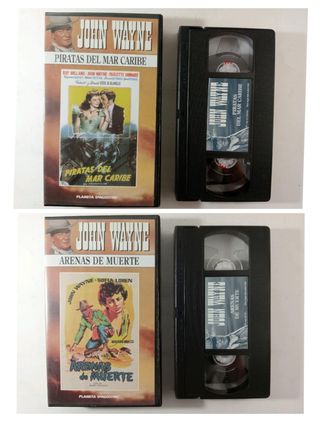 JOHN WAYNE
PIRATAS DEL MAR CARIBE
RAY MILLAND · JOHN WAYNE · PAULETTE GODDARD
PIRATAS DEL
MAR CARIBE
PLANETA DeAGOSTINI
JOHN WAYNE
PIRATAS
DEL MAR CARIBE
JOHN WAYNE
ARENAS DE MUERTE
JOHN WAYNE · SOFIA LOREN
ARENAS
de MUERTE
PLANETA DeAGOSTINI
JOHN WAYNE
ARENAS
DE MUERTE